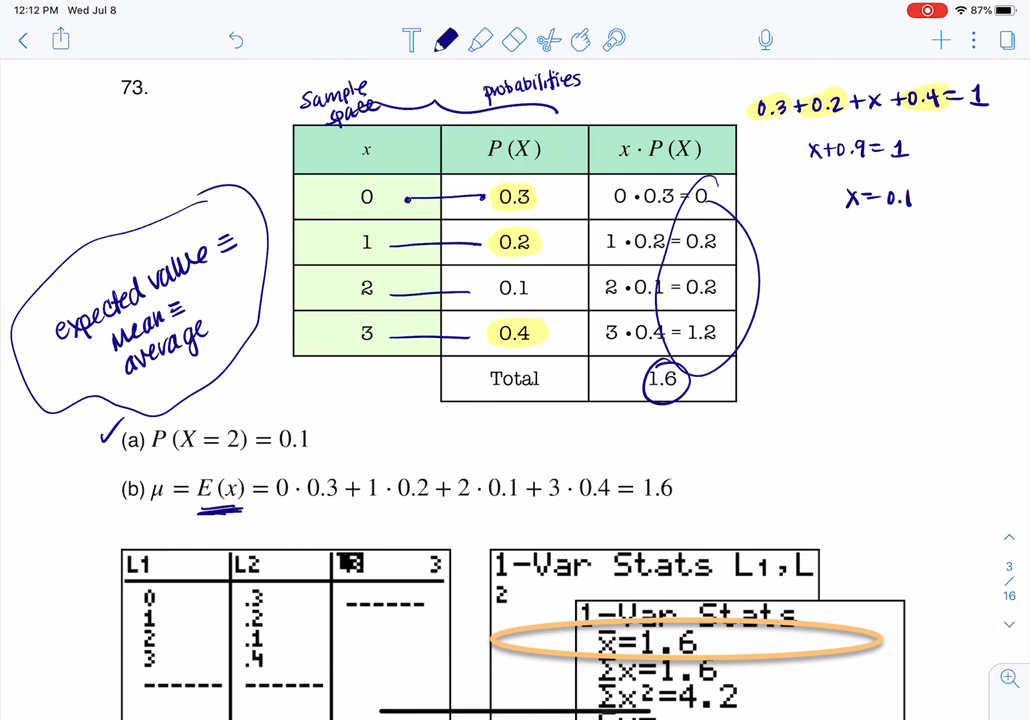 12:12 PM Wed Jul 8
87%
T
73.
Sample
space
probabilities
0.3+0.2+x+0.4=1
x+0.9=1
x=0.1
x P (X) x · P (X)
0 0.3 0 • 0.3 = 0
1 0.2 1 • 0.2 = 0.2
2 0.1 2 • 0.1 = 0.2
3 0.4 3 • 0.4 = 1.2
Total 1.6
expected value ≡
mean ≡
average
✓ (a) P (X = 2) = 0.1
(b) μ = E (x) = 0 · 0.3 + 1 · 0.2 + 2 · 0.1 + 3 · 0.4 = 1.6
3
/
16
L1 L2 3
0 .3 ------
1 .2
2 .1
3 .4
------ ------
1-Var Stats L1,L
2
1-Var Stats
x̄=1.6
Σx=1.6
Σx²=4.2